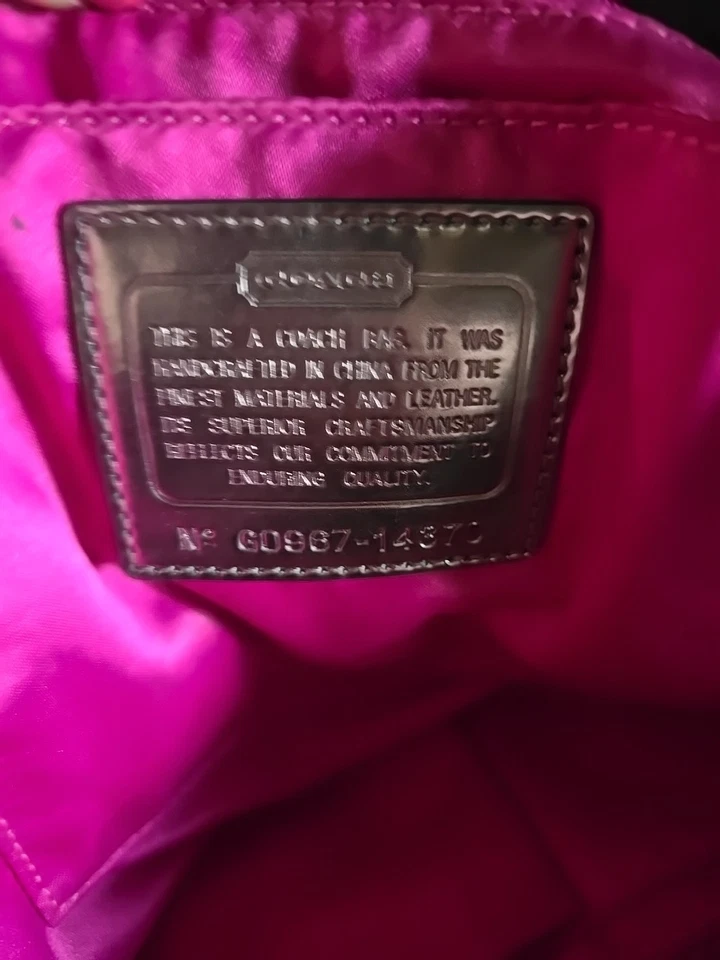 COACH
THIS IS A COACH BAG. IT WAS
HANDCRAFTED IN CHINA FROM THE
FINEST MATERIALS AND LEATHER.
ITS SUPERIOR CRAFTSMANSHIP
REFLECTS OUR COMMITMENT TO
ENDURING QUALITY.
Nº G0967-14370